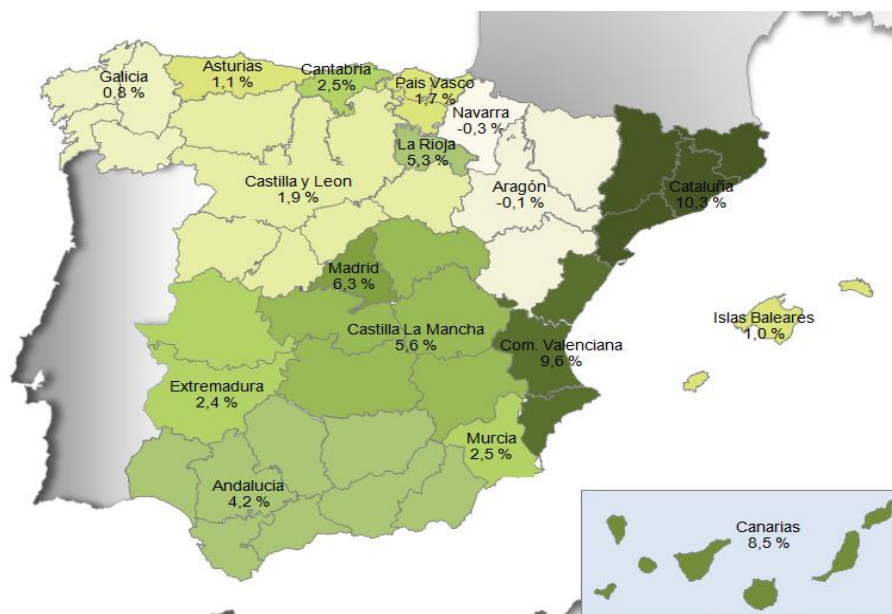 Galicia
0,8 %
Asturias
1,1 %
Cantabria
2,5%
Pais Vasco
1,7 %
Navarra
-0,3 %
La Rioja
5,3 %
Castilla y Leon
1,9 %
Aragón
-0,1 %
Cataluña
10,3 %
Madrid
6,3 %
Islas Baleares
1,0 %
Castilla La Mancha
5,6 %
Com. Valenciana
9,6 %
Extremadura
2,4 %
Murcia
2,5 %
Andalucia
4,2 %
Canarias
8,5 %